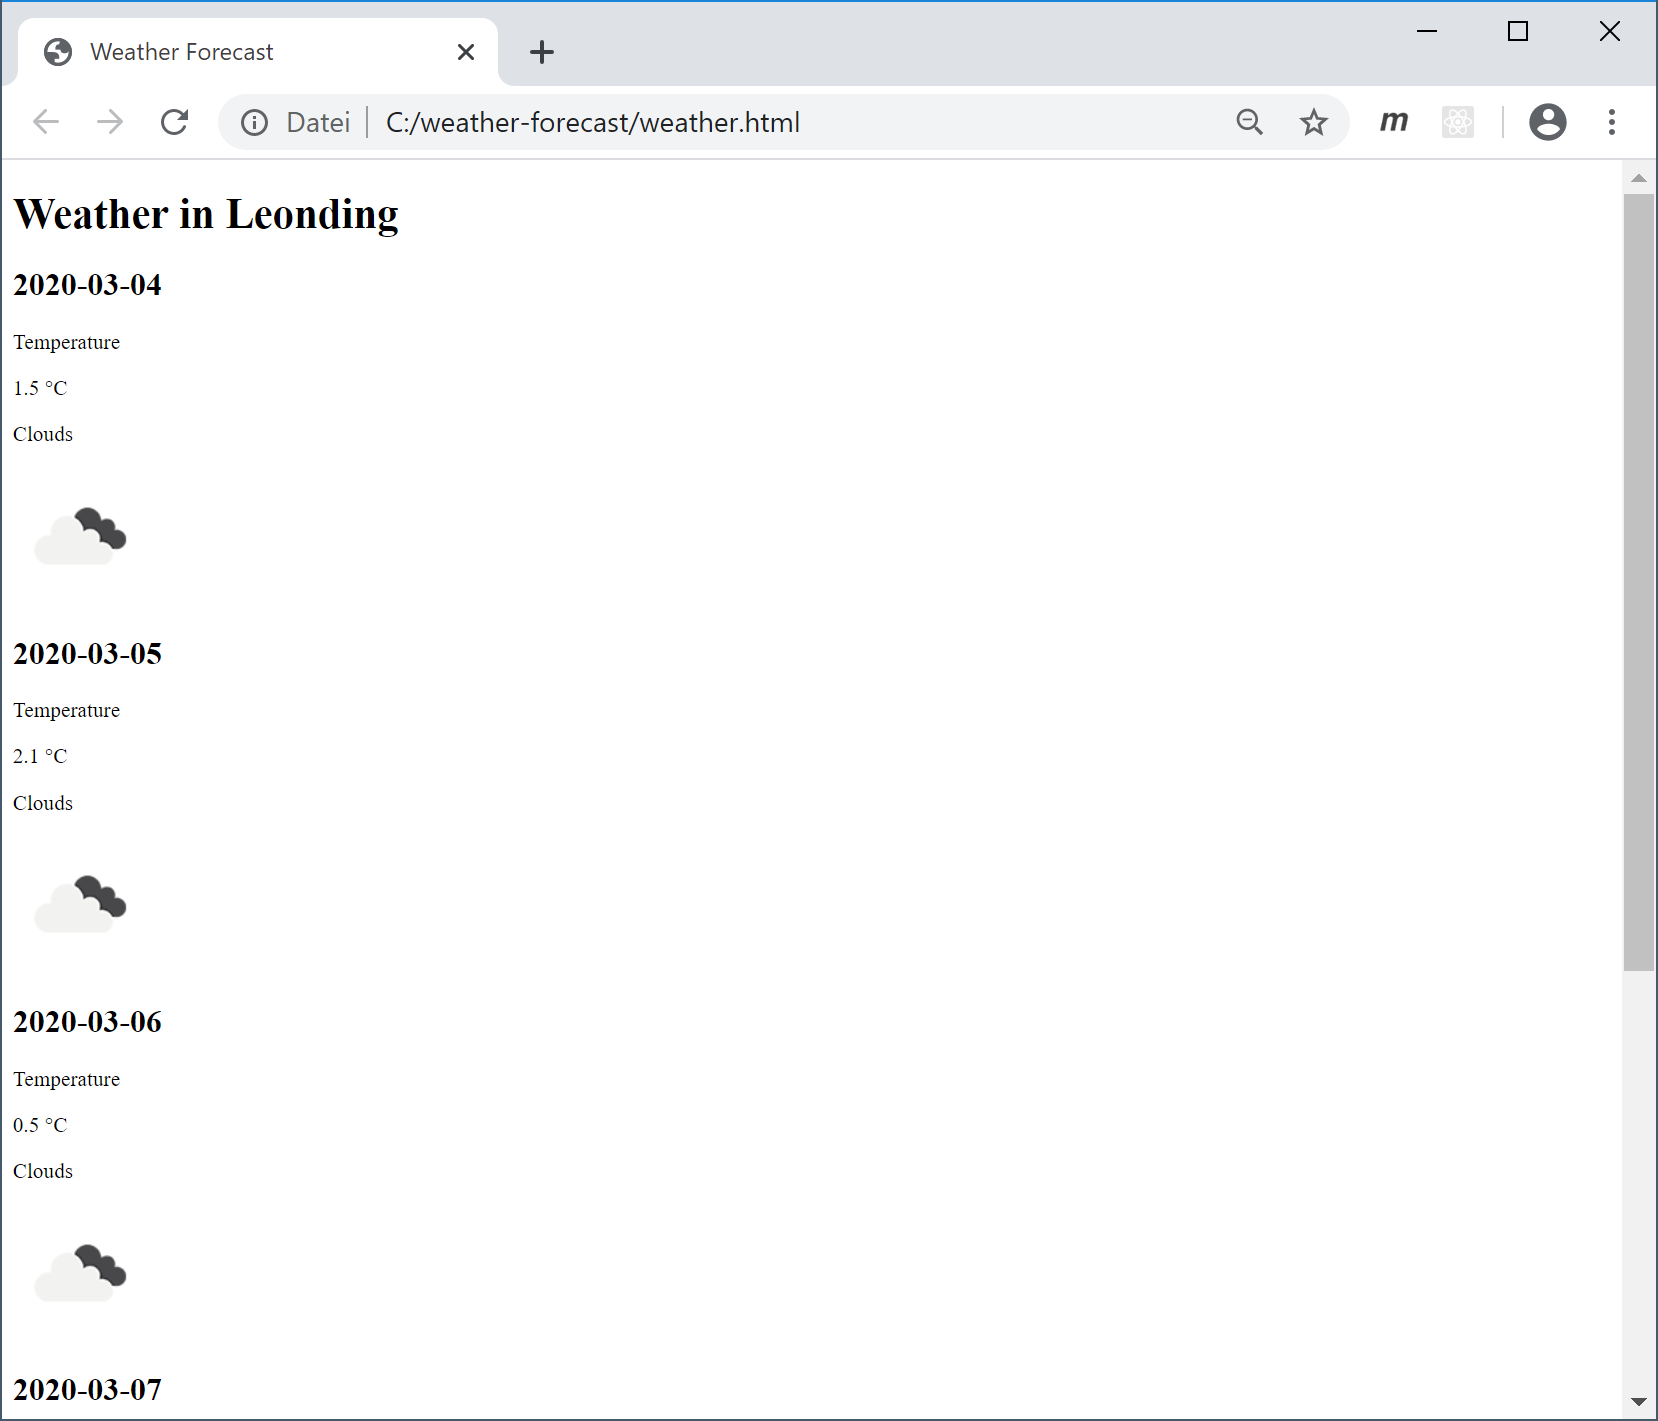 Weather Forecast
Datei C:/weather-forecast/weather.html m
Weather in Leonding
2020-03-04
Temperature
1.5 °C
Clouds
2020-03-05
Temperature
2.1 °C
Clouds
2020-03-06
Temperature
0.5 °C
Clouds
2020-03-07